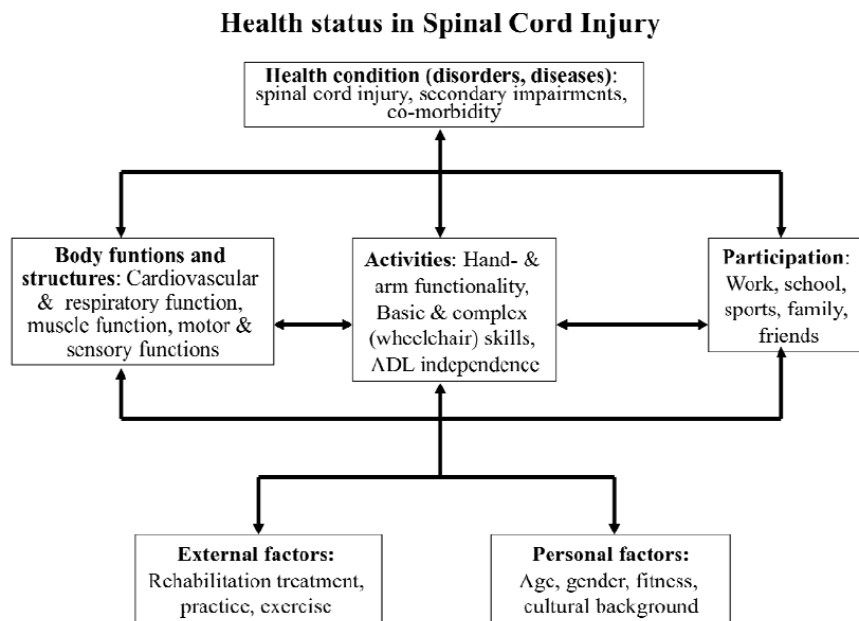 Health status in Spinal Cord Injury
Health condition (disorders, diseases):
spinal cord injury, secondary impairments,
co-morbidity
Body funtions and
structures: Cardiovascular
& respiratory function,
muscle function, motor &
sensory functions
Activities: Hand- &
arm functionality,
Basic & complex
(wheelchair) skills,
ADL independence
Participation:
Work, school,
sports, family,
friends
External factors:
Rehabilitation treatment,
practice, exercise
Personal factors:
Age, gender, fitness,
cultural background